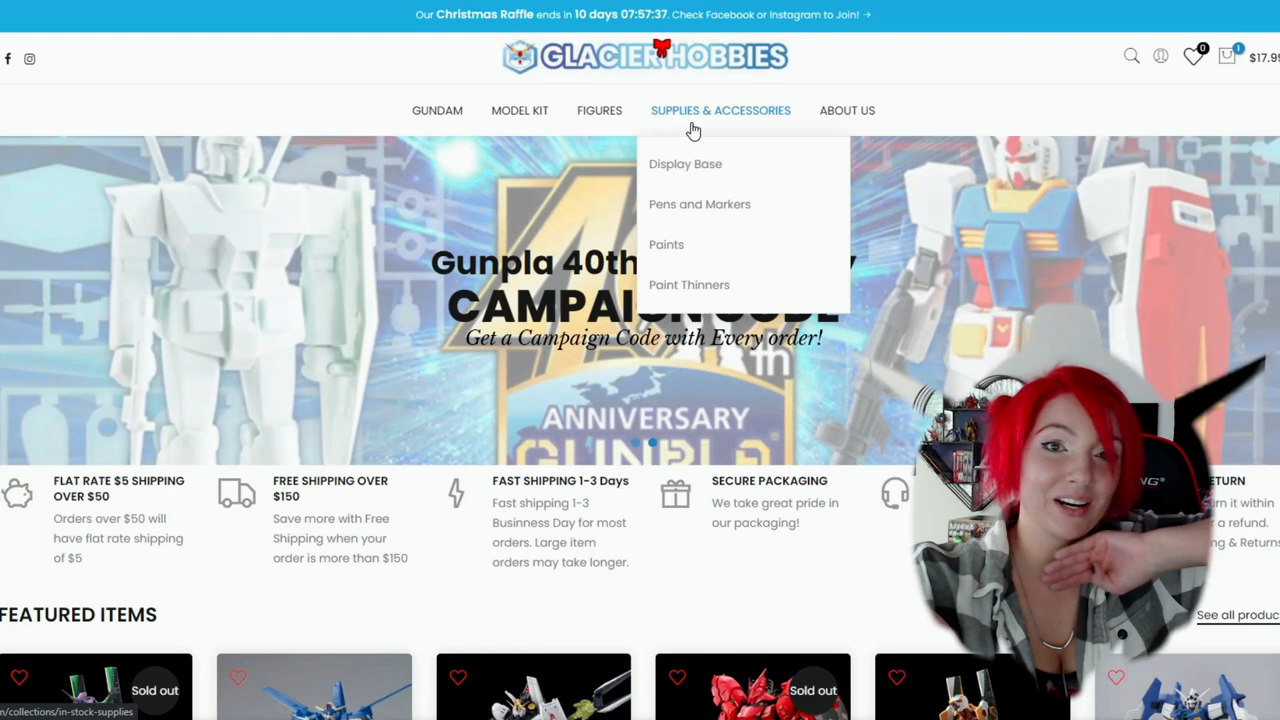 Our Christmas Raffle ends in 10 days 07:57:37. Check Facebook or Instagram to Join! →
GLACIER HOBBIES
0
1
$17.99
GUNDAM
MODEL KIT
FIGURES
SUPPLIES & ACCESSORIES
ABOUT US
Display Base
Pens and Markers
Paints
Paint Thinners
Gunpla 40th
CAMPAIGN CODE
Get a Campaign Code with Every order!
th
ANNIVERSARY
GUNPLA
FLAT RATE $5 SHIPPING
OVER $50
Orders over $50 will
have flat rate shipping
of $5
FREE SHIPPING OVER
$150
Save more with Free
Shipping when your
order is more than $150
FAST SHIPPING 1-3 Days
Fast shipping 1-3
Businness Day for most
orders. Large item
orders may take longer.
SECURE PACKAGING
We take great pride in
our packaging!
ETURN
urn it within
r a refund.
ng & Returns
FEATURED ITEMS
See all produc
Sold out
Sold out
m/collections/in-stock-supplies